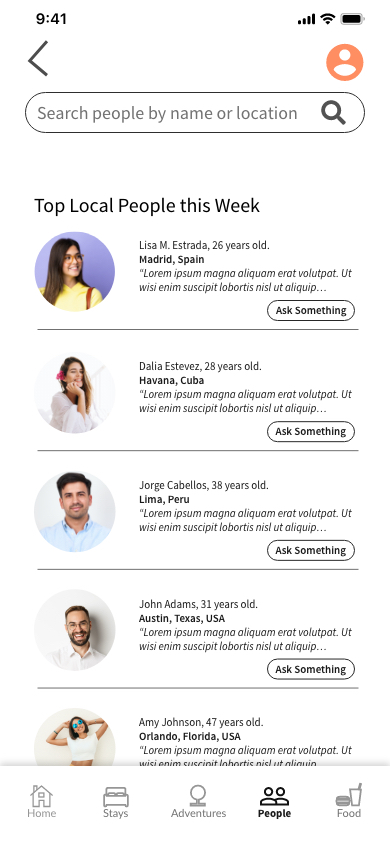 9:41
Search people by name or location
Top Local People this Week
Lisa M. Estrada, 26 years old.
Madrid, Spain
“Lorem ipsum magna aliquam erat volutpat. Ut
wisi enim suscipit lobortis nisl ut aliquip…
Ask Something
Dalia Estevez, 28 years old.
Havana, Cuba
“Lorem ipsum magna aliquam erat volutpat. Ut
wisi enim suscipit lobortis nisl ut aliquip…
Ask Something
Jorge Cabellos, 38 years old.
Lima, Peru
“Lorem ipsum magna aliquam erat volutpat. Ut
wisi enim suscipit lobortis nisl ut aliquip…
Ask Something
John Adams, 31 years old.
Austin, Texas, USA
“Lorem ipsum magna aliquam erat volutpat. Ut
wisi enim suscipit lobortis nisl ut aliquip…
Ask Something
Amy Johnson, 47 years old.
Orlando, Florida, USA
“Lorem ipsum magna aliquam erat volutpat. Ut
wisi enim suscipit lobortis nisl ut aliquip
Home Stays Adventures People Food